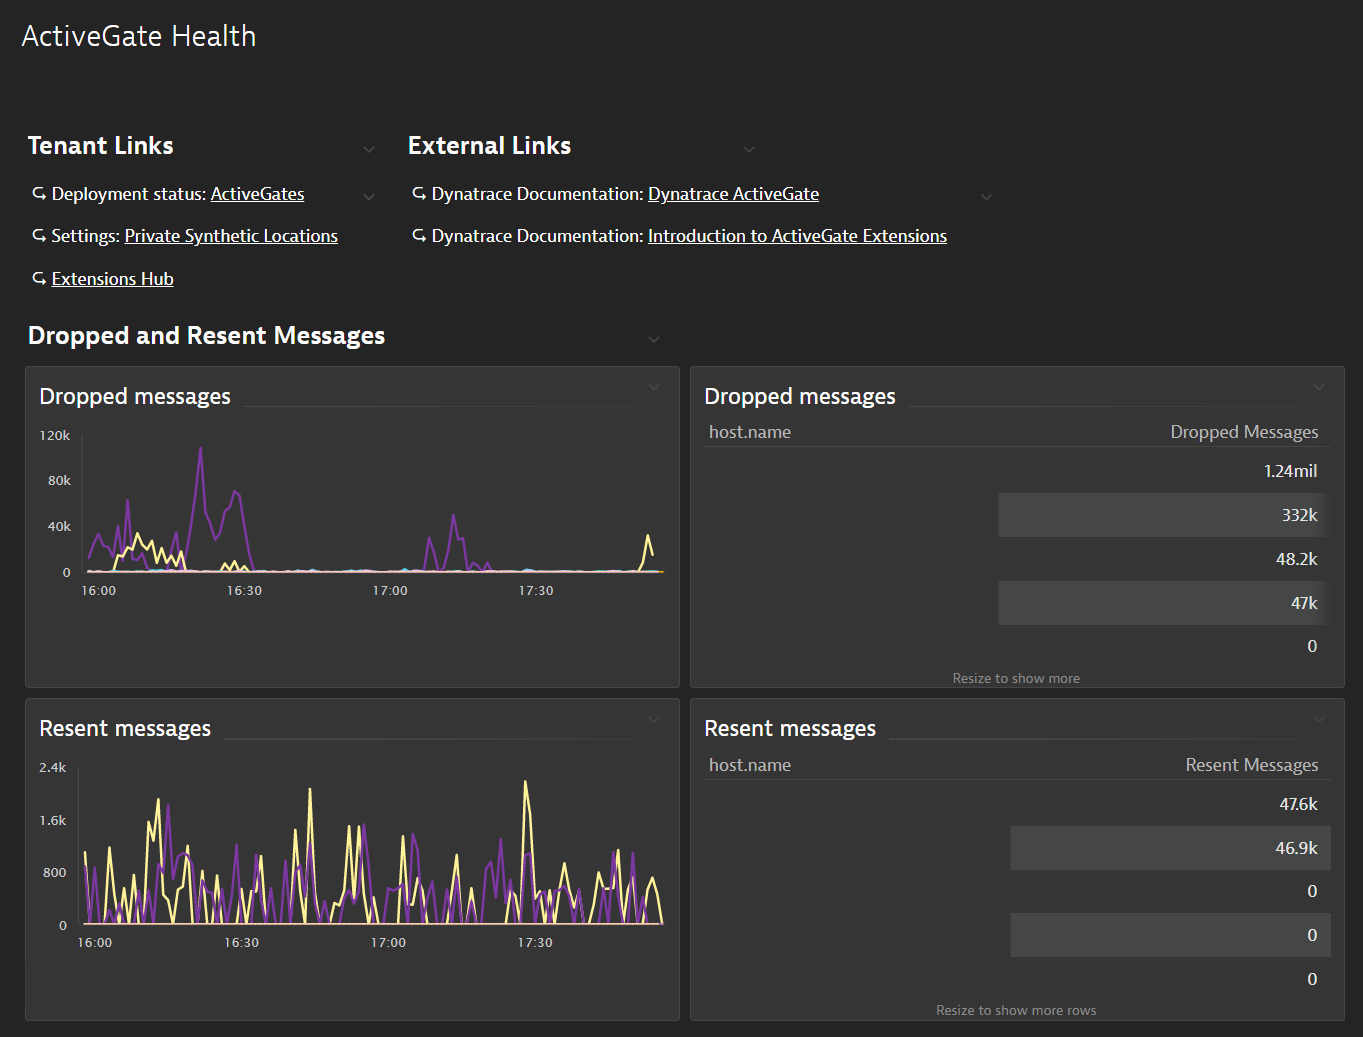 ActiveGate Health
Tenant Links
External Links
Deployment status: ActiveGates
Dynatrace Documentation: Dynatrace ActiveGate
Settings: Private Synthetic Locations
Dynatrace Documentation: Introduction to ActiveGate Extensions
Extensions Hub
Dropped and Resent Messages
Dropped messages
120k
80k
40k
0
16:00 16:30 17:00 17:30
Dropped messages
host.name Dropped Messages
1.24mil
332k
48.2k
47k
0
Resize to show more
Resent messages
2.4k
1.6k
800
0
16:00 16:30 17:00 17:30
Resent messages
host.name Resent Messages
47.6k
46.9k
0
0
0
Resize to show more rows